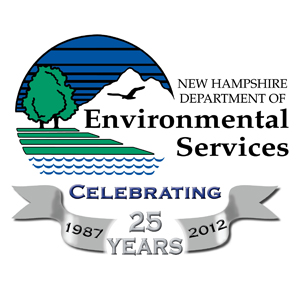 NEW HAMPSHIRE
DEPARTMENT OF
Environmental
Services
CELEBRATING
1987 25 2012
YEARS